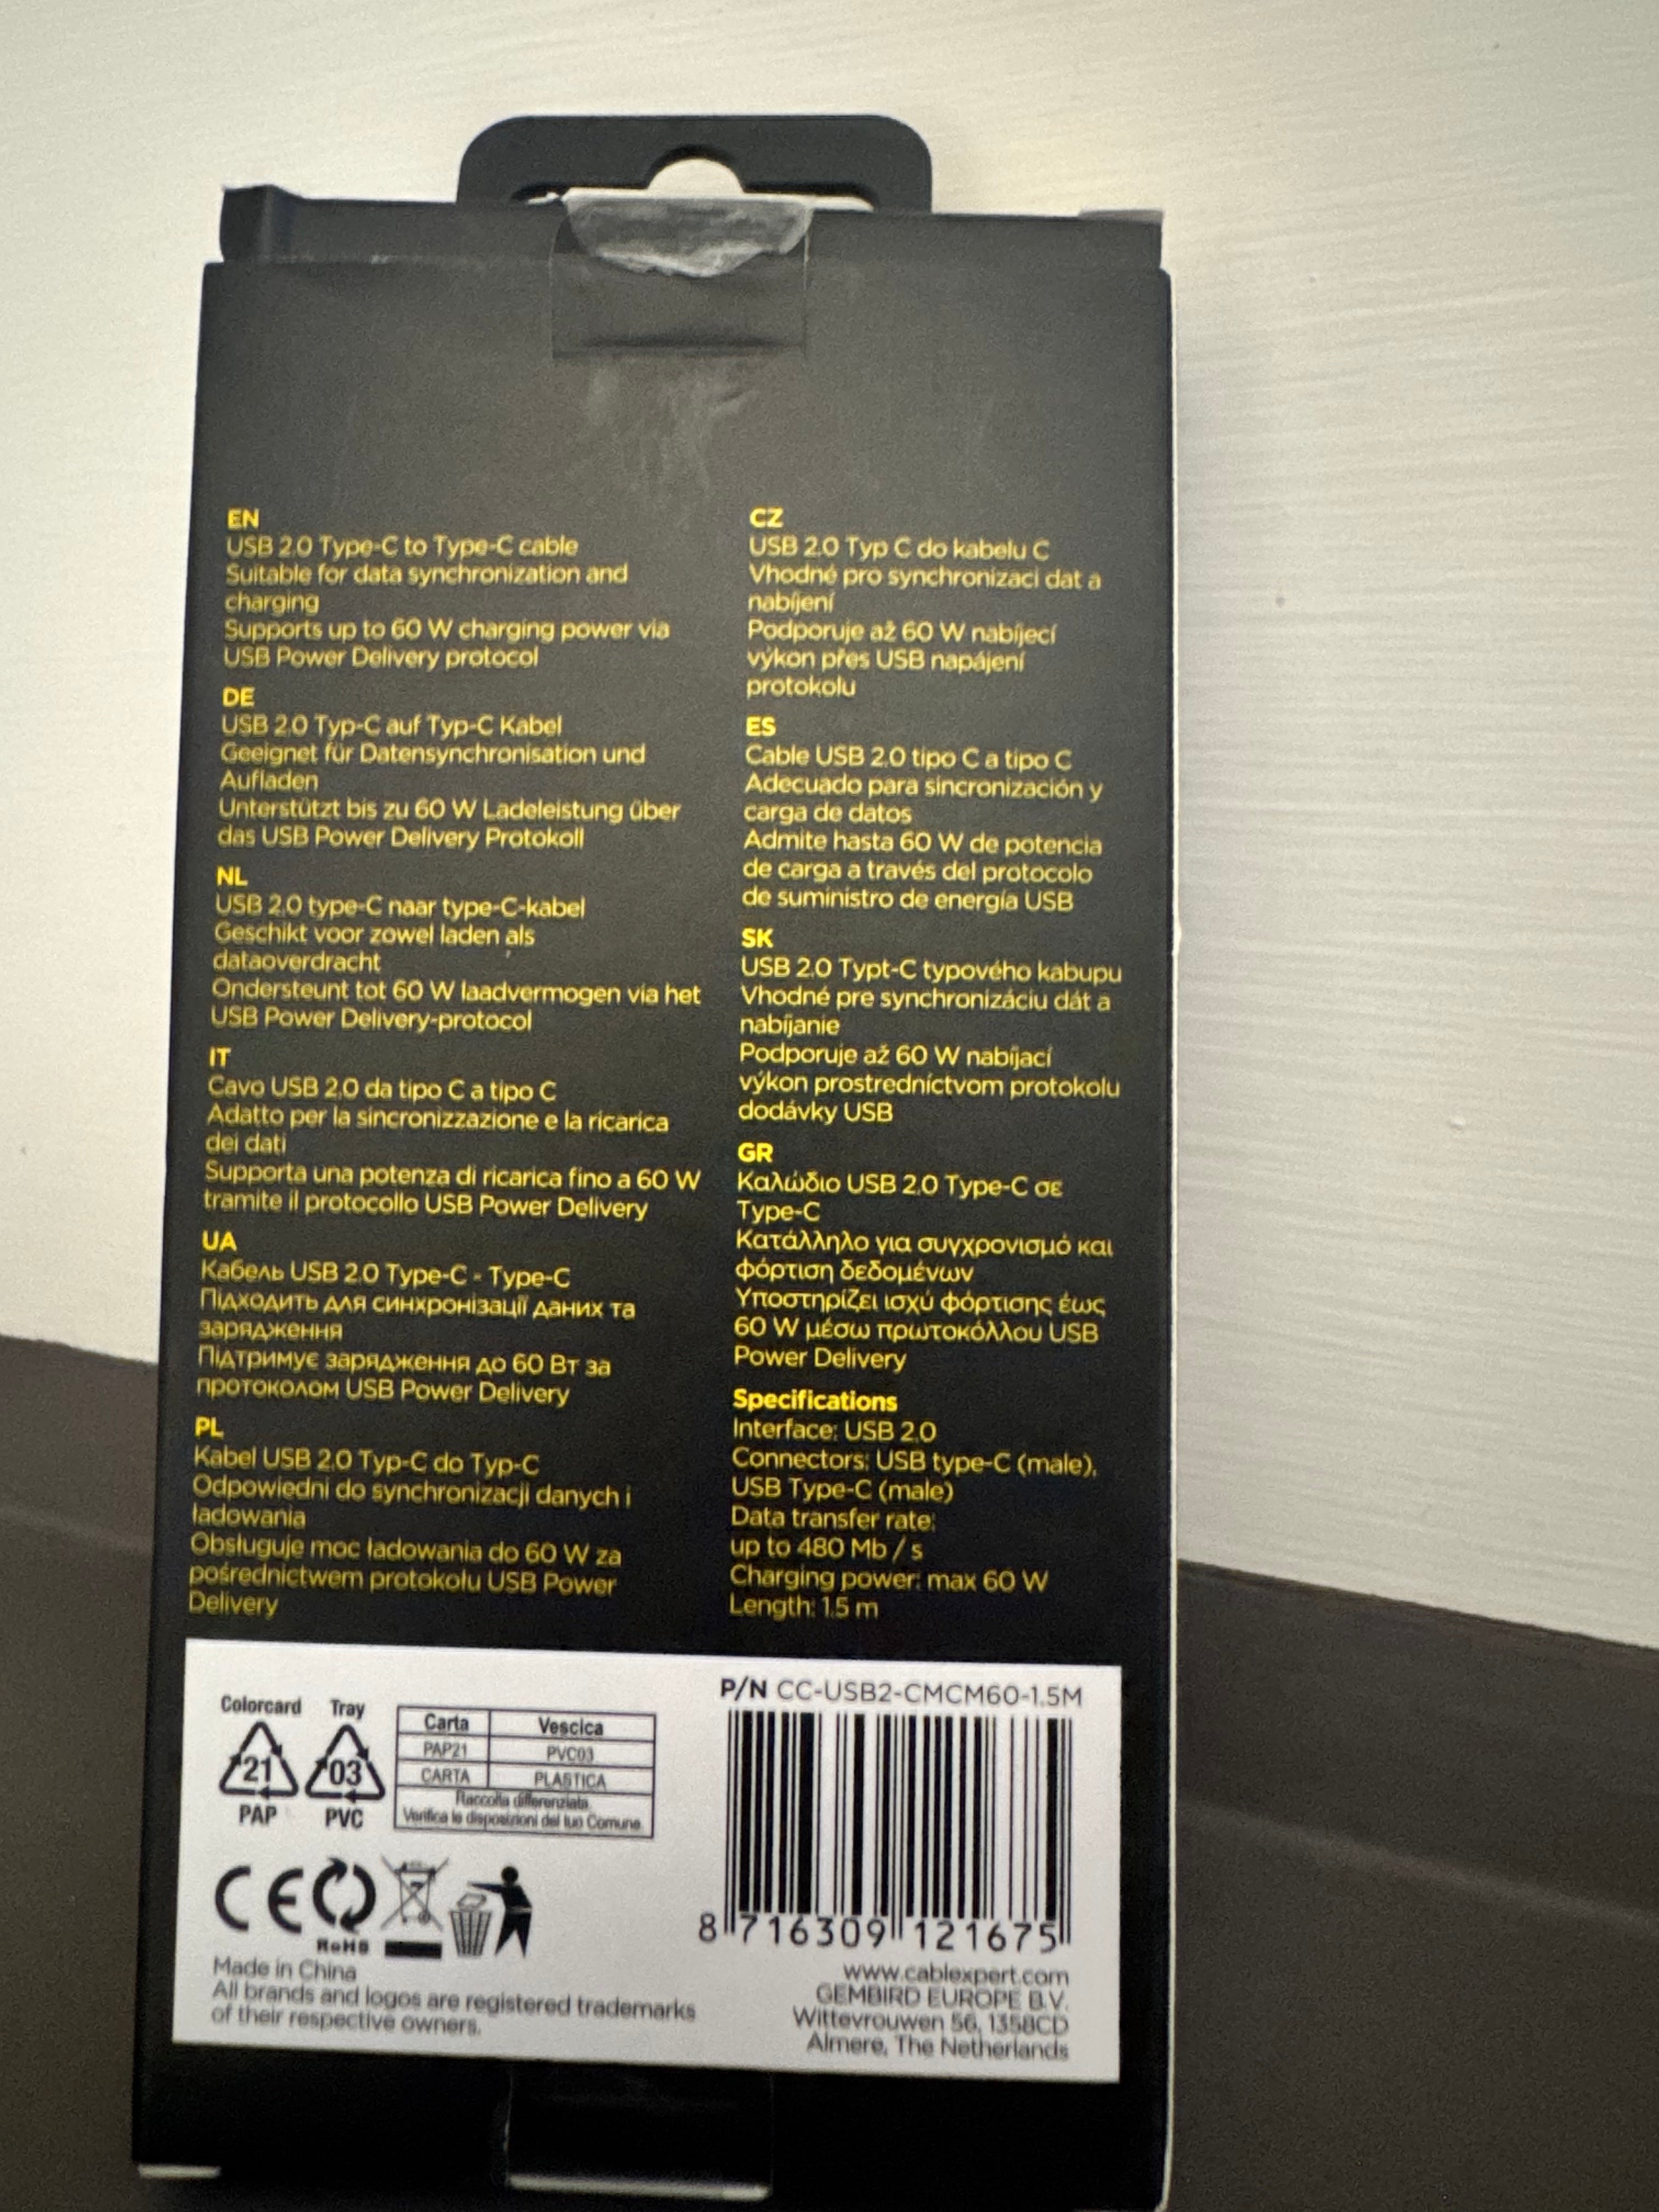 EN
USB 2.0 Type-C to Type-C cable
Suitable for data synchronization and
charging
Supports up to 60 W charging power via
USB Power Delivery protocol
DE
USB 2.0 Typ-C auf Typ-C Kabel
Geeignet für Datensynchronisation und
Aufladen
Unterstützt bis zu 60 W Ladeleistung über
das USB Power Delivery Protokoll
NL
USB 2.0 type-C naar type-C-kabel
Geschikt voor zowel laden als
dataoverdracht
Ondersteunt tot 60 W laadvermogen via het
USB Power Delivery-protocol
IT
Cavo USB 2.0 da tipo C a tipo C
Adatto per la sincronizzazione e la ricarica
dei dati
Supporta una potenza di ricarica fino a 60 W
tramite il protocollo USB Power Delivery
UA
Кабель USB 2.0 Type-C - Type-C
Підходить для синхронізації даних та
зарядження
Підтримує зарядження до 60 Вт за
протоколом USB Power Delivery
PL
Kabel USB 2.0 Typ-C do Typ-C
Odpowiedni do synchronizacji danych i
ładowania
Obsługuje moc ładowania do 60 W za
pośrednictwem protokołu USB Power
Delivery
CZ
USB 2.0 Typ C do kabelu C
Vhodné pro synchronizaci dat a
nabíjení
Podporuje až 60 W nabíjecí
výkon přes USB napájení
protokolu
ES
Cable USB 2.0 tipo C a tipo C
Adecuado para sincronización y
carga de datos
Admite hasta 60 W de potencia
de carga a través del protocolo
de suministro de energía USB
SK
USB 2.0 Typt-C typového kabupu
Vhodné pre synchronizáciu dát a
nabíjanie
Podporuje až 60 W nabíjací
výkon prostredníctvom protokolu
dodávky USB
GR
Καλώδιο USB 2.0 Type-C σε
Type-C
Κατάλληλο για συγχρονισμό και
φόρτιση δεδομένων
Υποστηρίζει ισχύ φόρτισης έως
60 W μέσω πρωτοκόλλου USB
Power Delivery
Specifications
Interface: USB 2.0
Connectors: USB type-C (male),
USB Type-C (male)
Data transfer rate:
up to 480 Mb / s
Charging power: max 60 W
Length: 1.5 m
Colorcard Tray
21 03
PAP PVC
Carta Vescica
PAP21 PVC03
CARTA PLASTICA
Raccolta differenziata
Verifica le disposizioni del tuo Comune.
CE
RoHS
Made in China
All brands and logos are registered trademarks
of their respective owners.
P/N CC-USB2-CMCM60-1.5M
8 716309 121675
www.cablexpert.com
GEMBIRD EUROPE B.V.
Wittevrouwen 56, 1358CD
Almere, The Netherlands